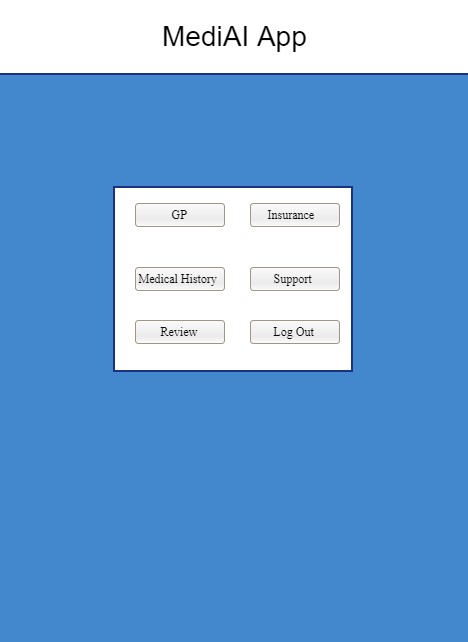 MediAI App
GP
Insurance
Medical History
Support
Review
Log Out